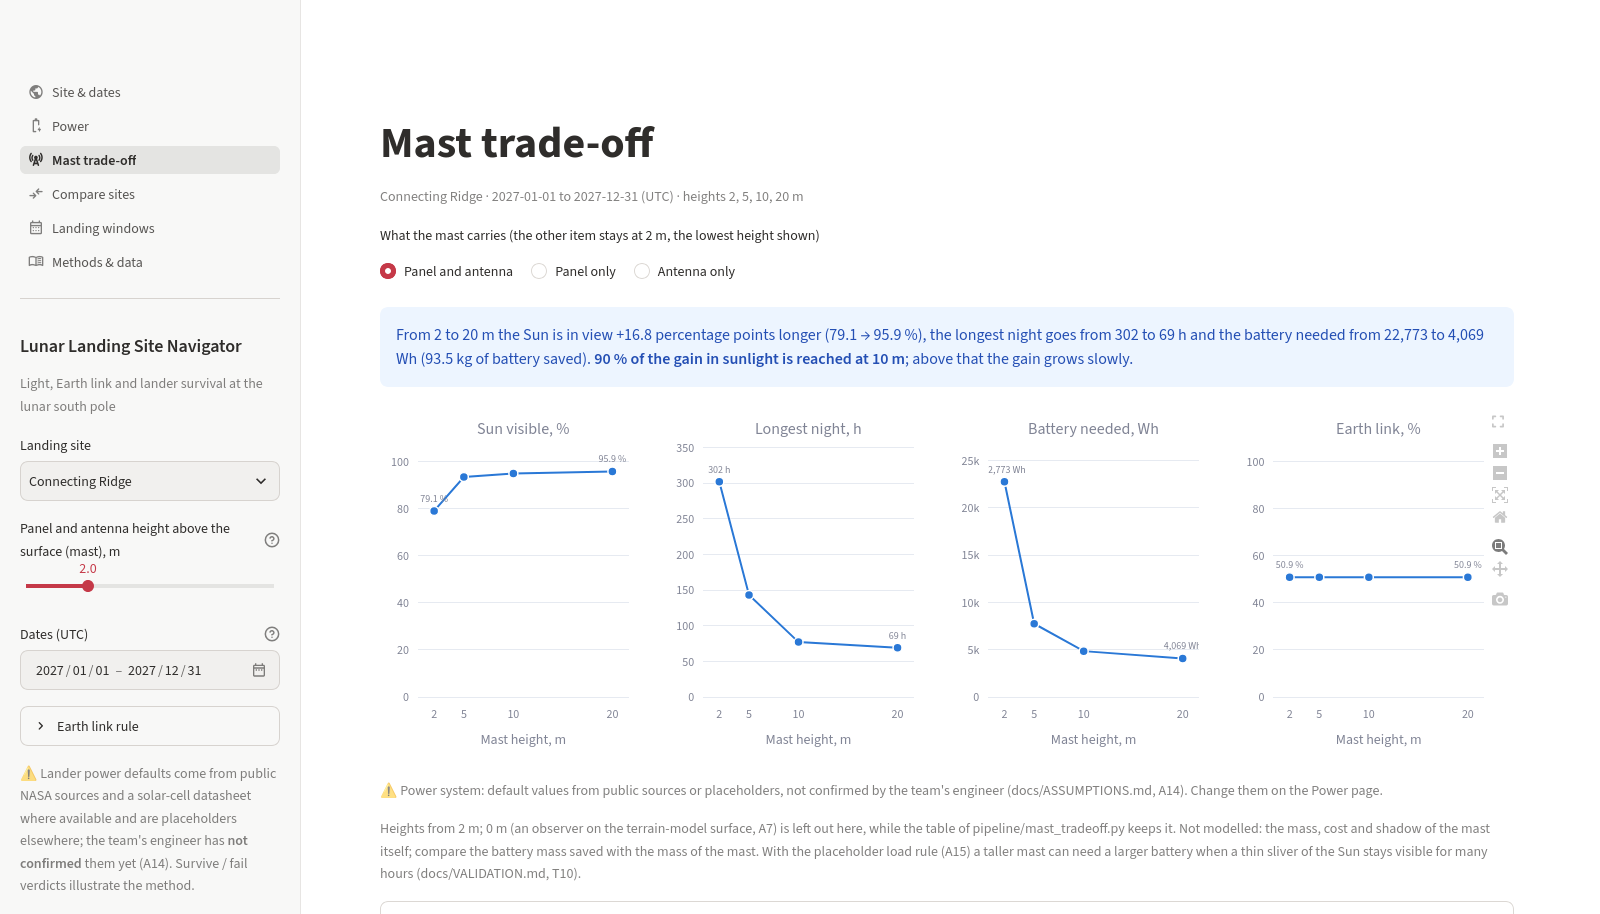 Site & dates
Power
Mast trade-off
Compare sites
Landing windows
Methods & data
Lunar Landing Site Navigator
Light, Earth link and lander survival at the
lunar south pole
Landing site
Connecting Ridge
Panel and antenna height above the
surface (mast), m
2.0
Dates (UTC)
2027/01/01 – 2027/12/31
Earth link rule
⚠️ Lander power defaults come from public
NASA sources and a solar-cell datasheet
where available and are placeholders
elsewhere; the team's engineer has not
confirmed them yet (A14). Survive / fail
verdicts illustrate the method.
Mast trade-off
Connecting Ridge · 2027-01-01 to 2027-12-31 (UTC) · heights 2, 5, 10, 20 m
What the mast carries (the other item stays at 2 m, the lowest height shown)
Panel and antenna Panel only Antenna only
From 2 to 20 m the Sun is in view +16.8 percentage points longer (79.1 → 95.9 %), the longest night goes from 302 to 69 h and the battery needed from 22,773 to 4,069
Wh (93.5 kg of battery saved). 90 % of the gain in sunlight is reached at 10 m; above that the gain grows slowly.
Sun visible, %
100
80
60
40
20
0
79.1 %
95.9 %
2 5 10 20
Mast height, m
Longest night, h
350
300
250
200
150
100
50
0
302 h
69 h
2 5 10 20
Mast height, m
Battery needed, Wh
25k
20k
15k
10k
5k
0
2,773 Wh
4,069 Wh
2 5 10 20
Mast height, m
Earth link, %
100
80
60
40
20
0
50.9 %
50.9 %
2 5 10 20
Mast height, m
⚠️ Power system: default values from public sources or placeholders, not confirmed by the team's engineer (docs/ASSUMPTIONS.md, A14). Change them on the Power page.
Heights from 2 m; 0 m (an observer on the terrain-model surface, A7) is left out here, while the table of pipeline/mast_tradeoff.py keeps it. Not modelled: the mass, cost and shadow of the mast
itself; compare the battery mass saved with the mass of the mast. With the placeholder load rule (A15) a taller mast can need a larger battery when a thin sliver of the Sun stays visible for many
hours (docs/VALIDATION.md, T10).